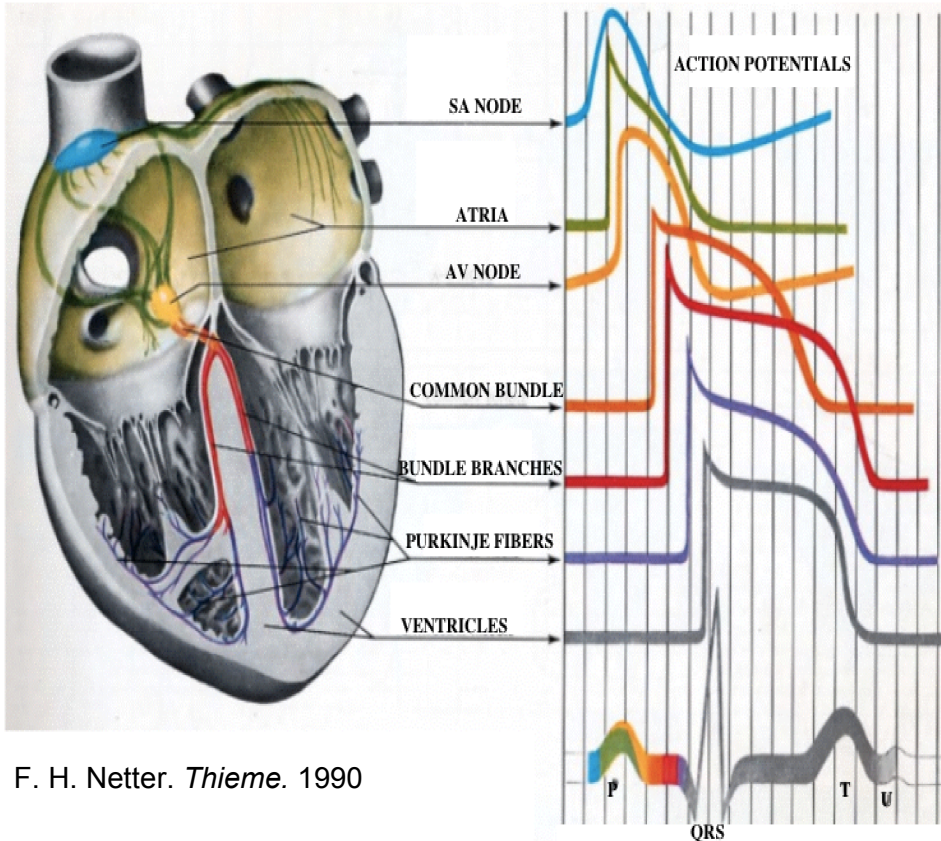 ACTION POTENTIALS
SA NODE
ATRIA
AV NODE
COMMON BUNDLE
BUNDLE BRANCHES
PURKINJE FIBERS
VENTRICLES
P
T
U
QRS
F. H. Netter. Thieme. 1990